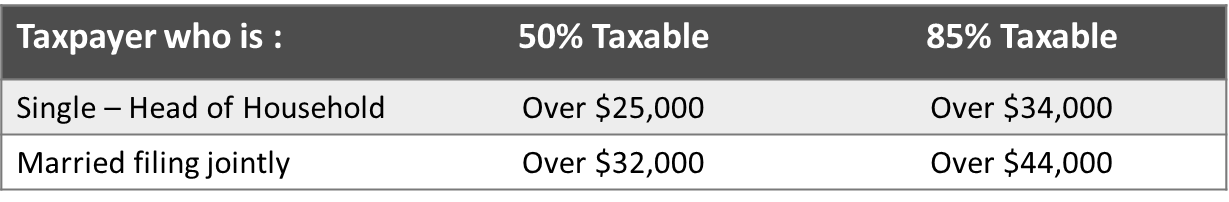 Taxpayer who is : 50% Taxable 85% Taxable
Single – Head of Household Over $25,000 Over $34,000
Married filing jointly Over $32,000 Over $44,000